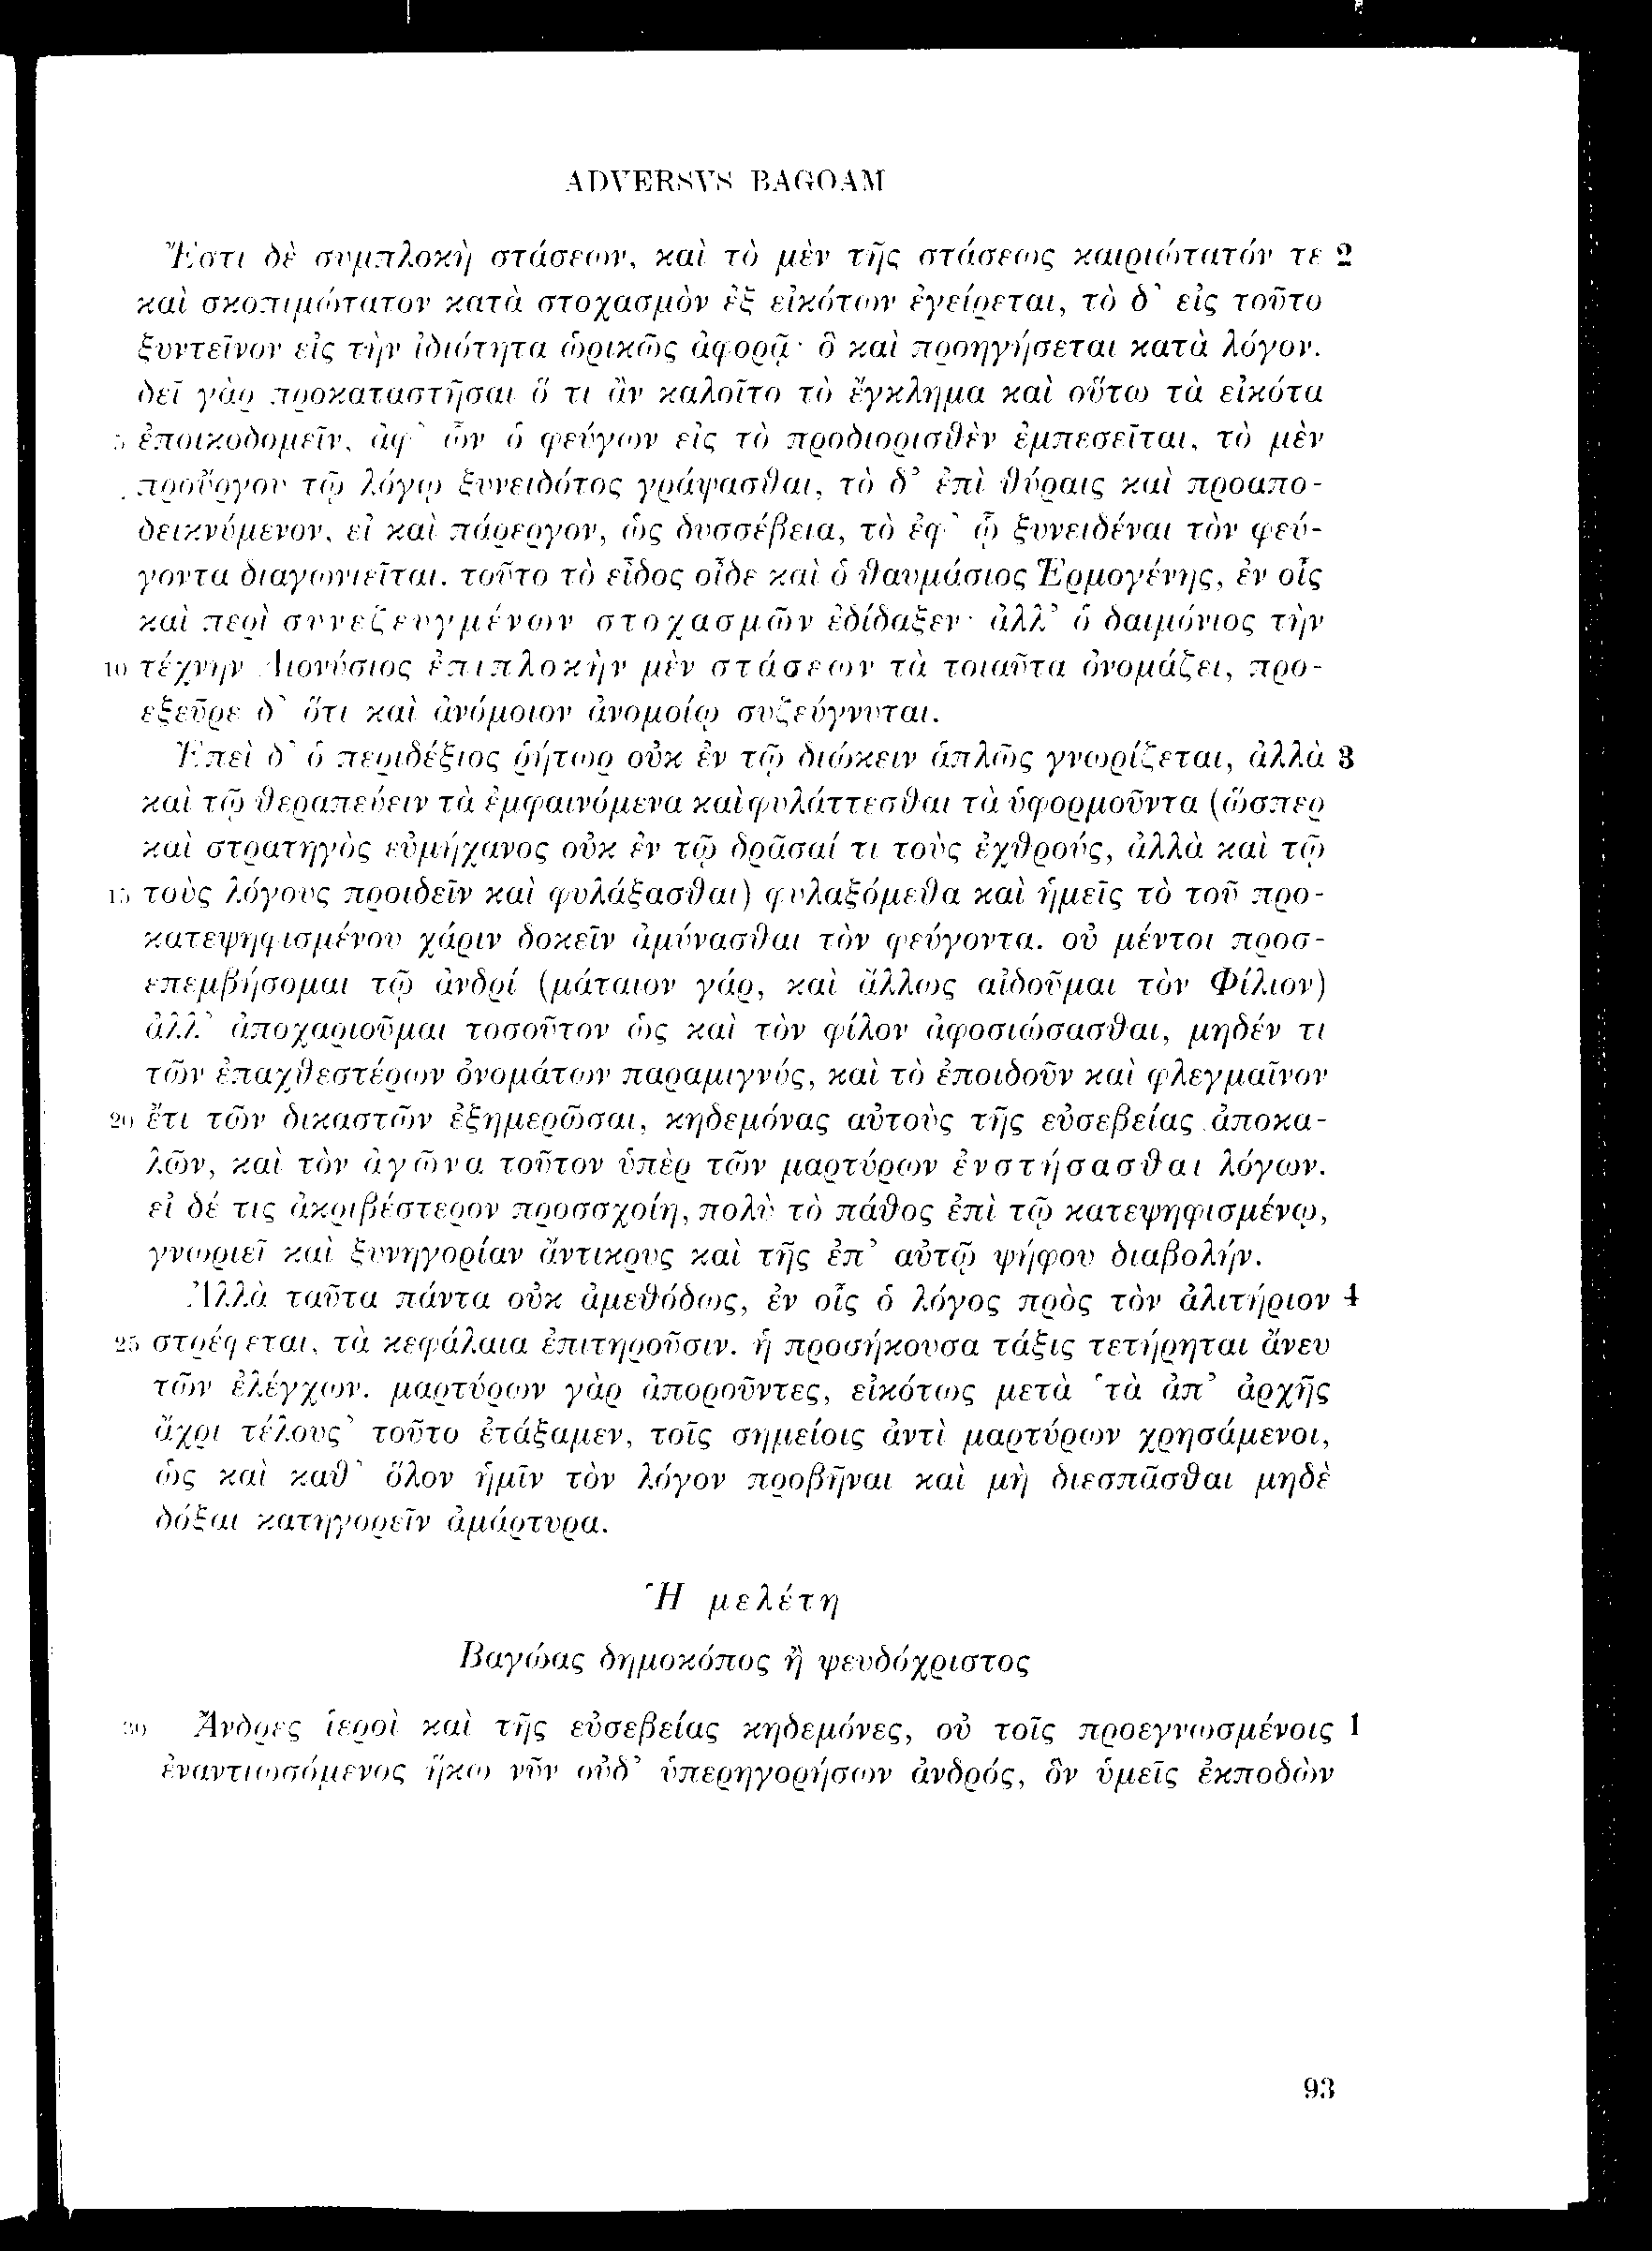 ADVERSVS BAGOAM
Ἔστι δὲ συμπλοκὴ στάσεων, καὶ τὸ μὲν τῆς στάσεως καιριώτατόν τε 2
καὶ σκοπιμώτατον κατὰ στοχασμὸν ἐξ εἰκότων ἐγείρεται, τὸ δ' εἰς τοῦτο
ξυντεῖνον εἰς τὴν ἰδιότητα ὡρικῶς ἀφορᾷ· ὃ καὶ προηγήσεται κατὰ λόγον.
δεῖ γὰρ προκαταστῆσαι ὅ τι ἂν καλοῖτο τὸ ἔγκλημα καὶ οὕτω τὰ εἰκότα
5 ἐποικοδομεῖν, ἀφ' ὧν ὁ φεύγων εἰς τὸ προδιορισθὲν ἐμπεσεῖται, τὸ μὲν
προὔργου τῷ λόγῳ ξυνειδότος γράψασθαι, τὸ δ' ἐπὶ θύραις καὶ προαπο-
δεικνύμενον, εἰ καὶ πάρεργον, ὡς δυσσέβεια, τὸ ἐφ' ᾧ ξυνειδέναι τὸν φεύ-
γοντα διαγωνιεῖται. τοῦτο τὸ εἶδος οἶδε καὶ ὁ θαυμάσιος Ἑρμογένης, ἐν οἷς
καὶ περὶ συνεζευγμένων στοχασμῶν ἐδίδαξεν· ἀλλ' ὁ δαιμόνιος τὴν
10 τέχνην Διονύσιος ἐπιπλοκὴν μὲν στάσεων τὰ τοιαῦτα ὀνομάζει, προ-
εξεῦρε δ' ὅτι καὶ ἀνόμοιον ἀνομοίῳ συζεύγνυται.
Ἐπεὶ δ' ὁ περιδέξιος ῥήτωρ οὐκ ἐν τῷ διώκειν ἁπλῶς γνωρίζεται, ἀλλὰ 3
καὶ τῷ θεραπεύειν τὰ ἐμφαινόμενα καὶ φυλάττεσθαι τὰ ὑφορμοῦντα (ὥσπερ
καὶ στρατηγὸς εὐμήχανος οὐκ ἐν τῷ δρᾶσαί τι τοὺς ἐχθρούς, ἀλλὰ καὶ τῷ
15 τοὺς λόγους προιδεῖν καὶ φυλάξασθαι) φυλαξόμεθα καὶ ἡμεῖς τὸ τοῦ προ-
κατεψηφισμένου χάριν δοκεῖν ἀμύνασθαι τὸν φεύγοντα. οὐ μέντοι προσ-
επεμβήσομαι τῷ ἀνδρί (μάταιον γάρ, καὶ ἄλλως αἰδοῦμαι τὸν Φίλιον)
ἀλλ' ἀποχαριοῦμαι τοσοῦτον ὡς καὶ τὸν φίλον ἀφοσιώσασθαι, μηδέν τι
τῶν ἐπαχθεστέρων ὀνομάτων παραμιγνύς, καὶ τὸ ἐποιδοῦν καὶ φλεγμαῖνον
20 ἔτι τῶν δικαστῶν ἐξημερῶσαι, κηδεμόνας αὐτοὺς τῆς εὐσεβείας ἀποκα-
λῶν, καὶ τὸν ἀγῶνα τοῦτον ὑπὲρ τῶν μαρτύρων ἐνστήσασθαι λόγων.
εἰ δέ τις ἀκριβέστερον προσσχοίη, πολὺ τὸ πάθος ἐπὶ τῷ κατεψηφισμένῳ,
γνωριεῖ καὶ ξυνηγορίαν ἄντικρυς καὶ τῆς ἐπ' αὐτῷ ψήφου διαβολήν.
Ἀλλὰ ταῦτα πάντα οὐκ ἀμεθόδως, ἐν οἷς ὁ λόγος πρὸς τὸν ἀλιτήριον 4
25 στρέφεται, τὰ κεφάλαια ἐπιτηροῦσιν. ἡ προσήκουσα τάξις τετήρηται ἄνευ
τῶν ἐλέγχων. μαρτύρων γὰρ ἀποροῦντες, εἰκότως μετὰ 'τὰ ἀπ' ἀρχῆς
ἄχρι τέλους' τοῦτο ἐτάξαμεν, τοῖς σημείοις ἀντὶ μαρτύρων χρησάμενοι,
ὡς καὶ καθ' ὅλον ἡμῖν τὸν λόγον προβῆναι καὶ μὴ διεσπᾶσθαι μηδὲ
δόξαι κατηγορεῖν ἀμάρτυρα.
Ἡ μελέτη
Βαγώας δημοκόπος ἢ ψευδόχριστος
30 Ἄνδρες ἱεροὶ καὶ τῆς εὐσεβείας κηδεμόνες, οὐ τοῖς προεγνωσμένοις 1
ἐναντιωσόμενος ἥκω νῦν οὐδ' ὑπερηγορήσων ἀνδρός, ὃν ὑμεῖς ἐκποδὼν
93